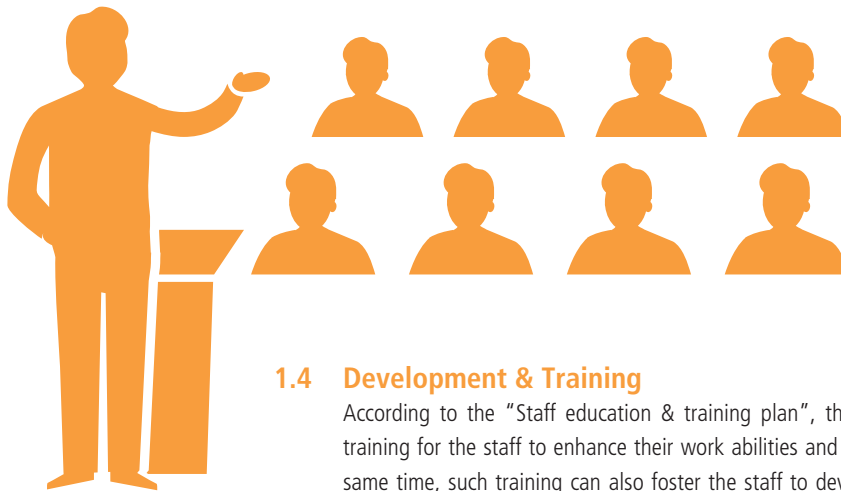 1.4 Development & Training
According to the “Staff education & training plan”, th
training for the staff to enhance their work abilities and
same time, such training can also foster the staff to dev